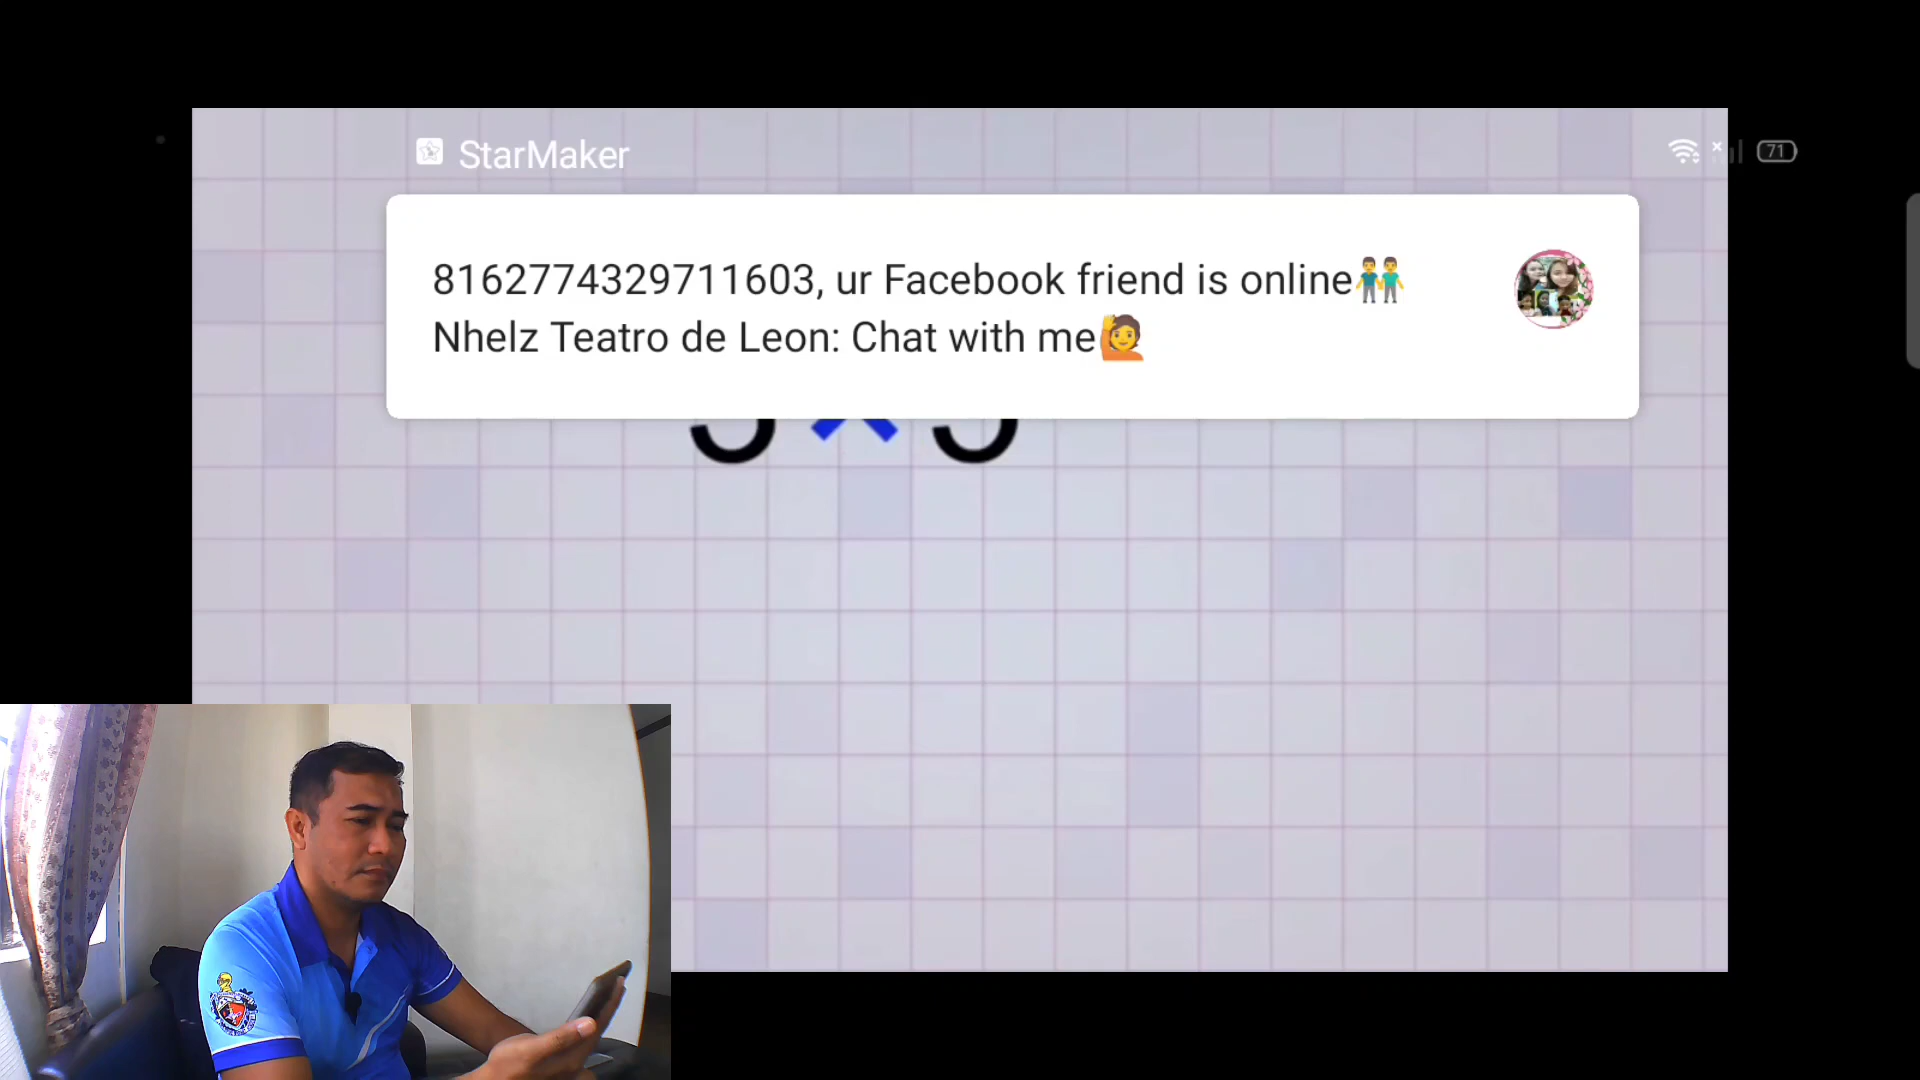 StarMaker
71
8162774329711603, ur Facebook friend is online👬
Nhelz Teatro de Leon: Chat with me🙋